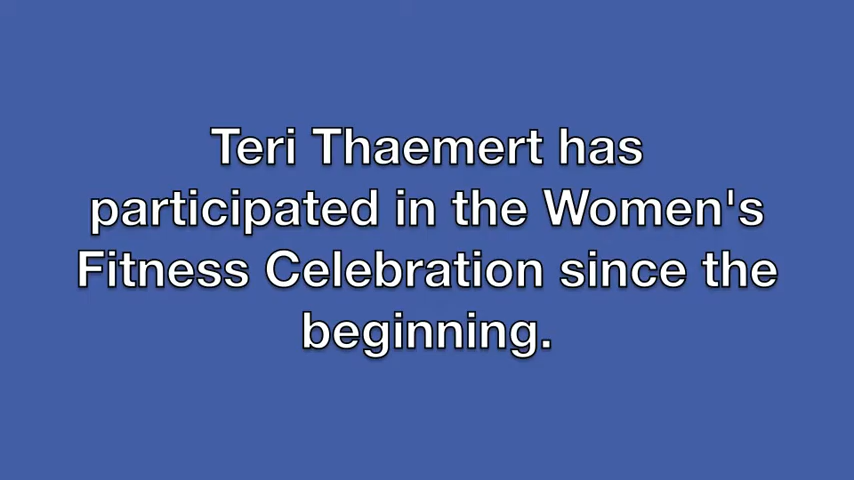 Teri Thaemert has
participated in the Women's
Fitness Celebration since the
beginning.